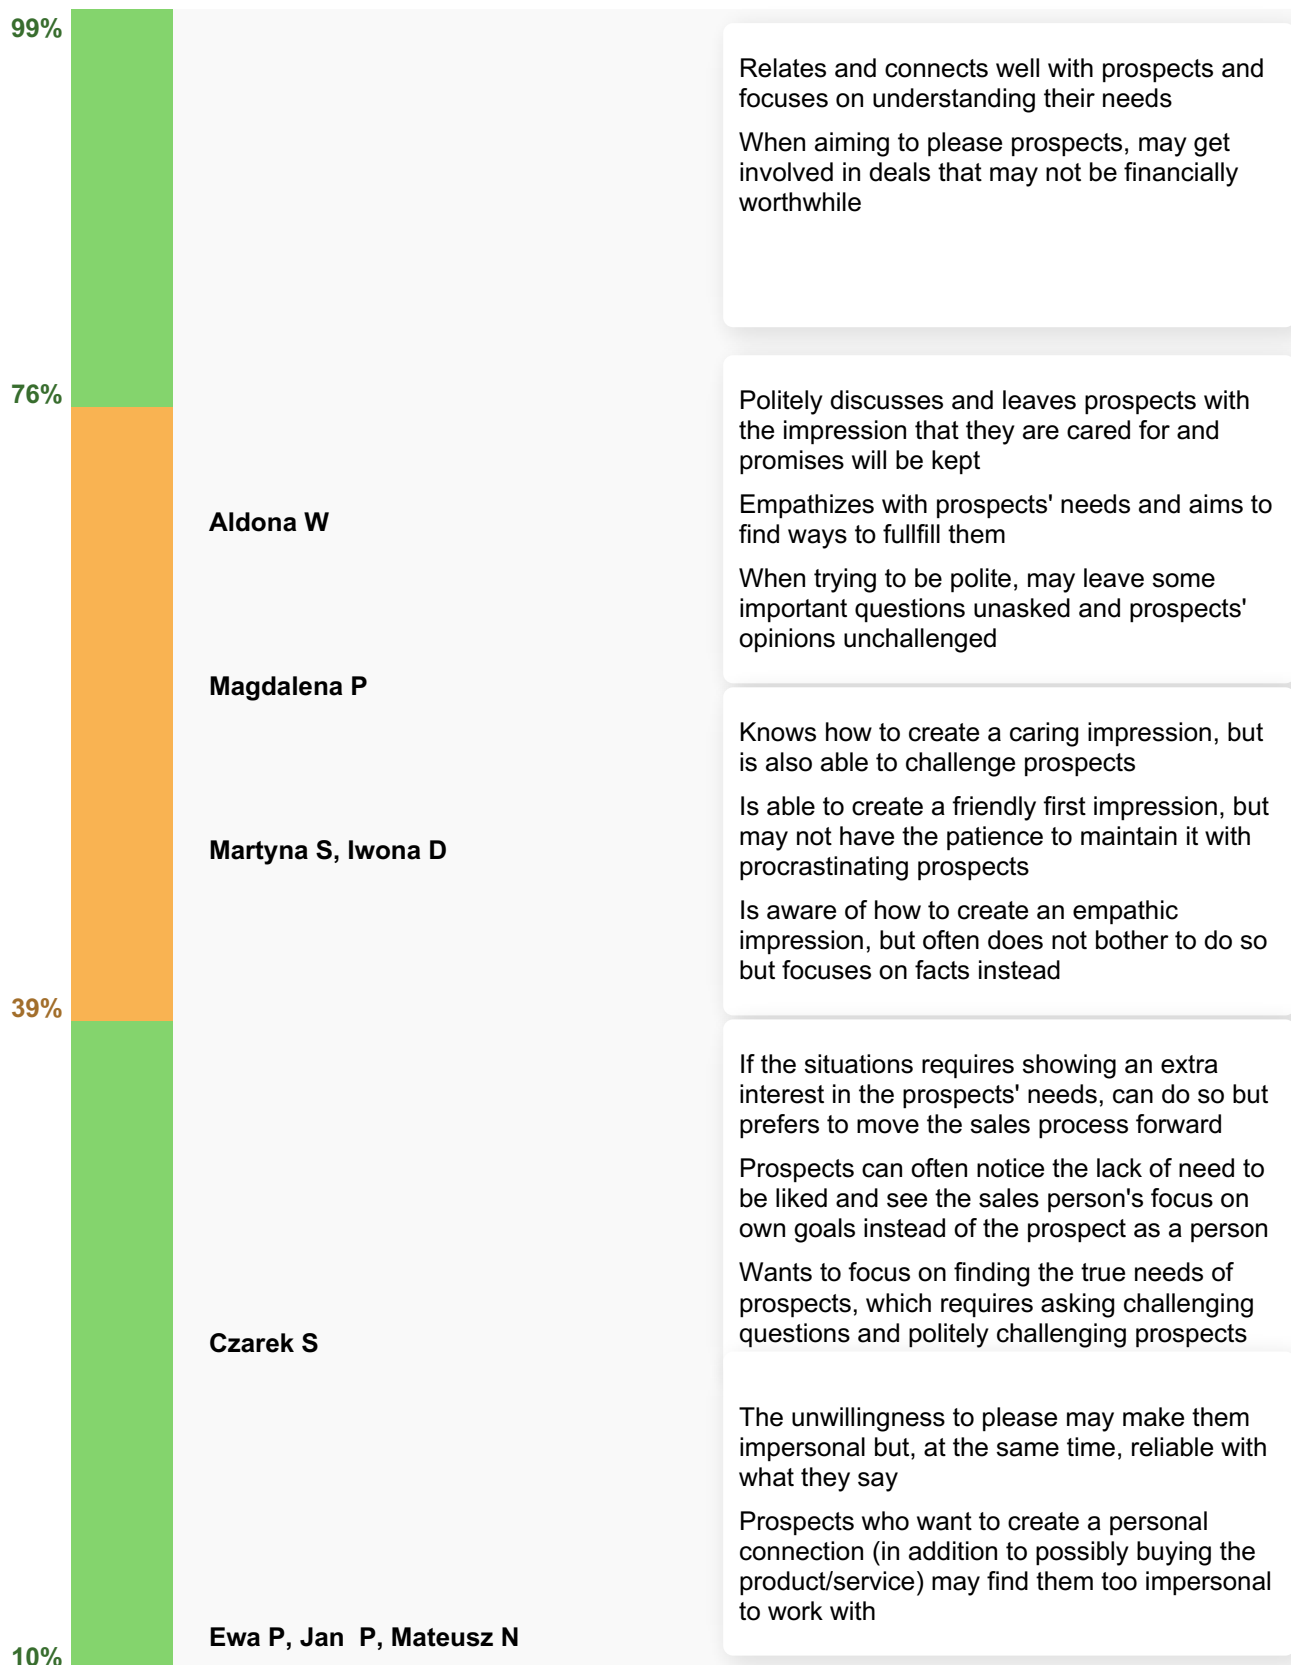 99%
Relates and connects well with prospects and
focuses on understanding their needs
When aiming to please prospects, may get
involved in deals that may not be financially
worthwhile
76%
Politely discusses and leaves prospects with
the impression that they are cared for and
promises will be kept
Empathizes with prospects' needs and aims to
find ways to fullfill them
When trying to be polite, may leave some
important questions unasked and prospects'
opinions unchallenged
Aldona W
Magdalena P
Knows how to create a caring impression, but
is also able to challenge prospects
Is able to create a friendly first impression, but
may not have the patience to maintain it with
procrastinating prospects
Is aware of how to create an empathic
impression, but often does not bother to do so
but focuses on facts instead
Martyna S, Iwona D
39%
If the situations requires showing an extra
interest in the prospects' needs, can do so but
prefers to move the sales process forward
Prospects can often notice the lack of need to
be liked and see the sales person's focus on
own goals instead of the prospect as a person
Wants to focus on finding the true needs of
prospects, which requires asking challenging
questions and politely challenging prospects
Czarek S
The unwillingness to please may make them
impersonal but, at the same time, reliable with
what they say
Prospects who want to create a personal
connection (in addition to possibly buying the
product/service) may find them too impersonal
to work with
Ewa P, Jan  P, Mateusz N
10%